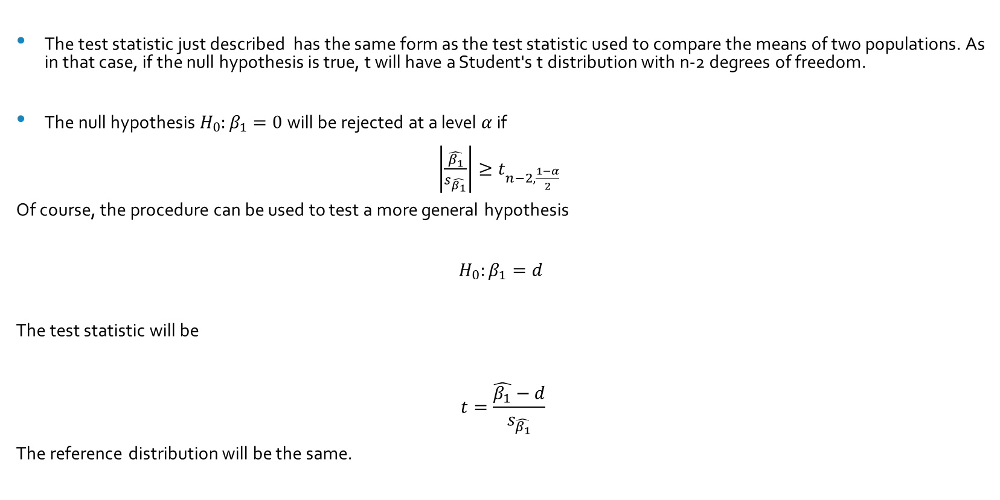 • The test statistic just described has the same form as the test statistic used to compare the means of two populations. As
in that case, if the null hypothesis is true, t will have a Student's t distribution with n-2 degrees of freedom.
• The null hypothesis $H_0: \beta_1 = 0$ will be rejected at a level $\alpha$ if
$\left|\frac{\widehat{\beta_1}}{s_{\widehat{\beta_1}}}\right| \geq t_{n-2,\frac{1-\alpha}{2}}$
Of course, the procedure can be used to test a more general hypothesis
$H_0: \beta_1 = d$
The test statistic will be
$t = \frac{\widehat{\beta_1} - d}{s_{\widehat{\beta_1}}}$
The reference distribution will be the same.